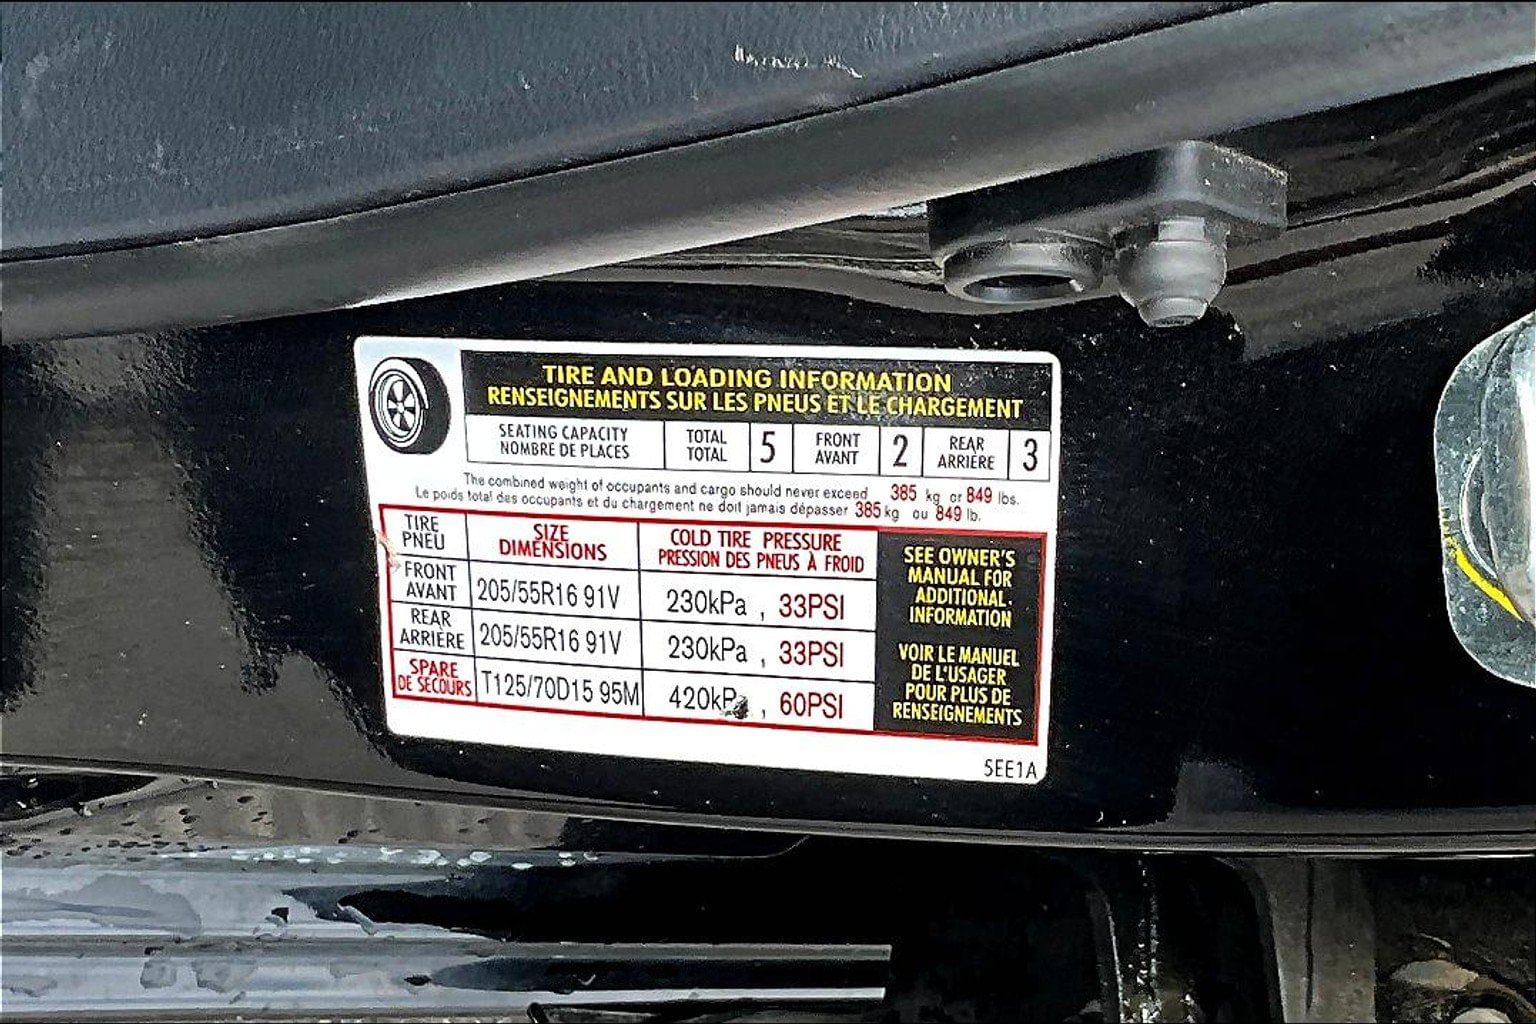 TIRE AND LOADING INFORMATION
RENSEIGNEMENTS SUR LES PNEUS ET LE CHARGEMENT
SEATING CAPACITY
NOMBRE DE PLACES
TOTAL
TOTAL
5
FRONT
AVANT
2
REAR
ARRIÈRE
3
The combined weight of occupants and cargo should never exceed 385 kg or 849 lbs.
Le poids total des occupants et du chargement ne doit jamais dépasser 385 kg ou 849 lb.
TIRE
PNEU
SIZE
DIMENSIONS
COLD TIRE PRESSURE
PRESSION DES PNEUS À FROID
FRONT
AVANT
205/55R16 91V
230kPa , 33PSI
REAR
ARRIÈRE
205/55R16 91V
230kPa , 33PSI
SPARE
DE SECOURS
T125/70D15 95M
420kPa , 60PSI
SEE OWNER'S
MANUAL FOR
ADDITIONAL
INFORMATION
VOIR LE MANUEL
DE L'USAGER
POUR PLUS DE
RENSEIGNEMENTS
5EE1A